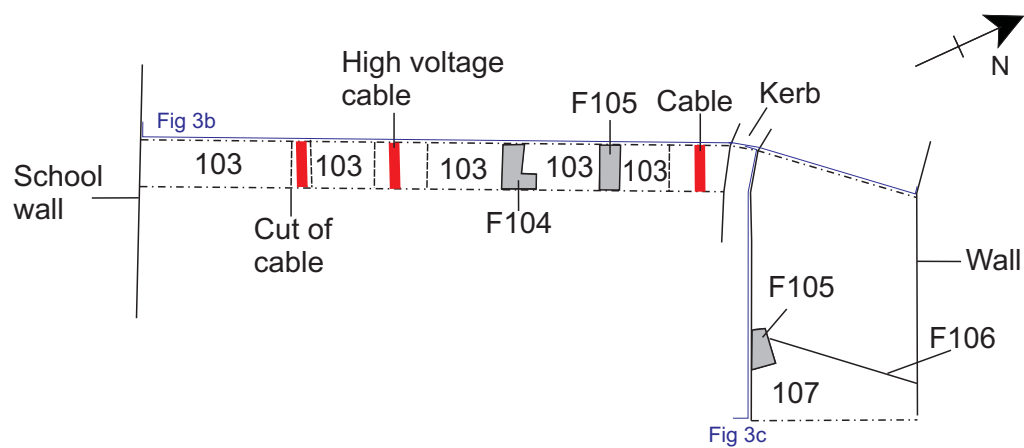 N
High voltage
cable
F105
Cable
Kerb
Fig 3b
103
103
103
103
103
School
wall
F104
Cut of
cable
Wall
F105
F106
107
Fig 3c